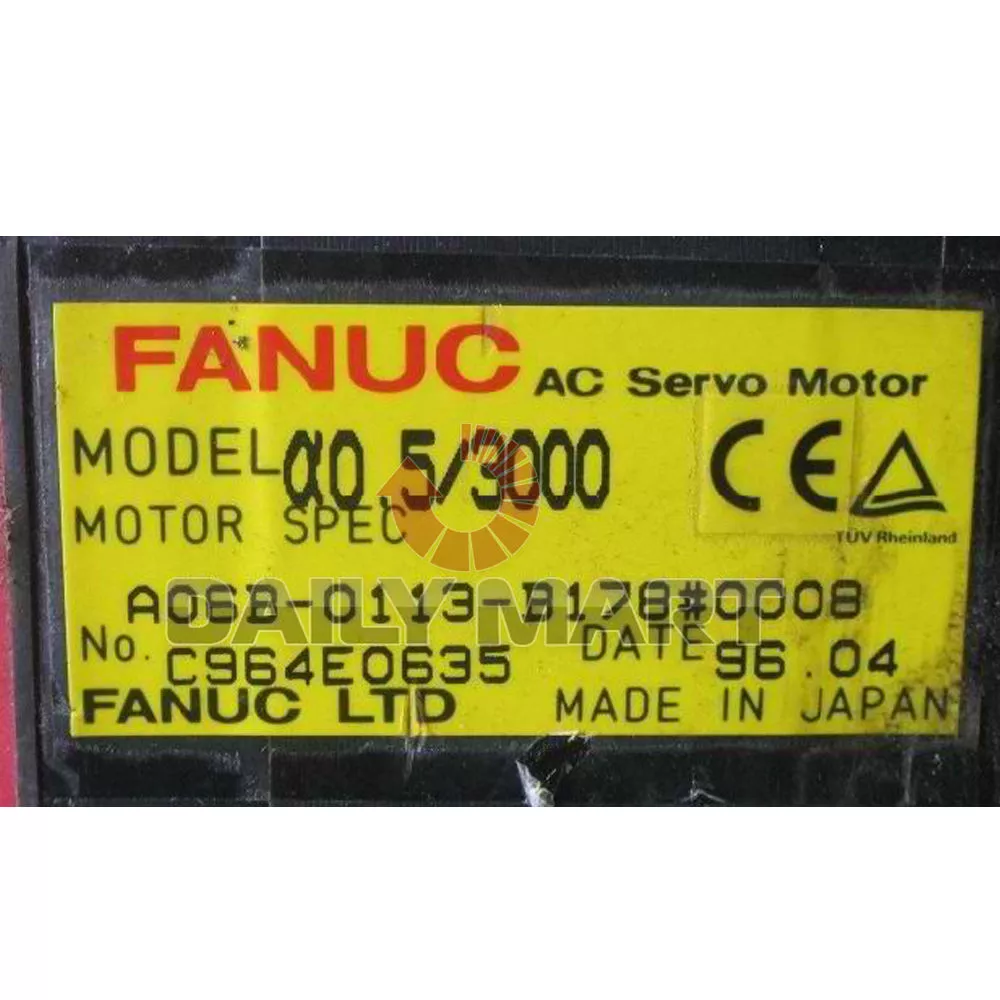 FANUC AC Servo Motor
MODEL α0.5/3000
CE
TÜV Rheinland
MOTOR SPEC
A06B-0113-B178#0008
DAILY MART
No. C964E0635 DATE 96.04
FANUC LTD MADE IN JAPAN